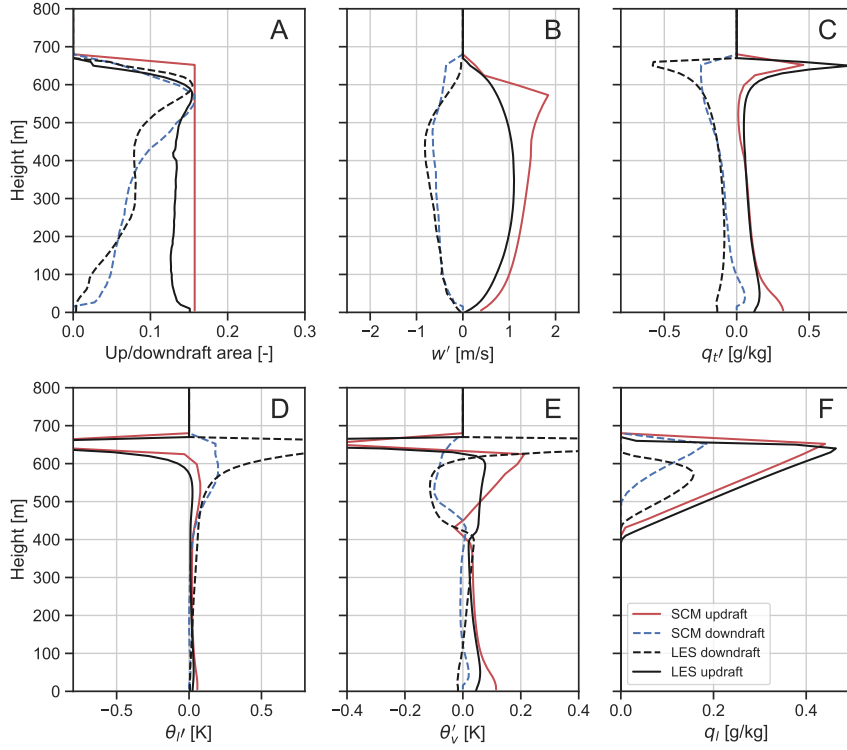 A
B
C
800
700
600
500
400
300
200
100
0
Height [m]
0.0 0.1 0.2 0.3
Up/downdraft area [-]
−2 −1 0 1 2
w′ [m/s]
−0.5 0.0 0.5
qt′ [g/kg]
D
E
F
800
700
600
500
400
300
200
100
0
Height [m]
−0.5 0.0 0.5
θl′ [K]
−0.4 −0.2 0.0 0.2 0.4
θ′v [K]
0.0 0.2 0.4
ql [g/kg]
SCM updraft
SCM downdraft
LES downdraft
LES updraft